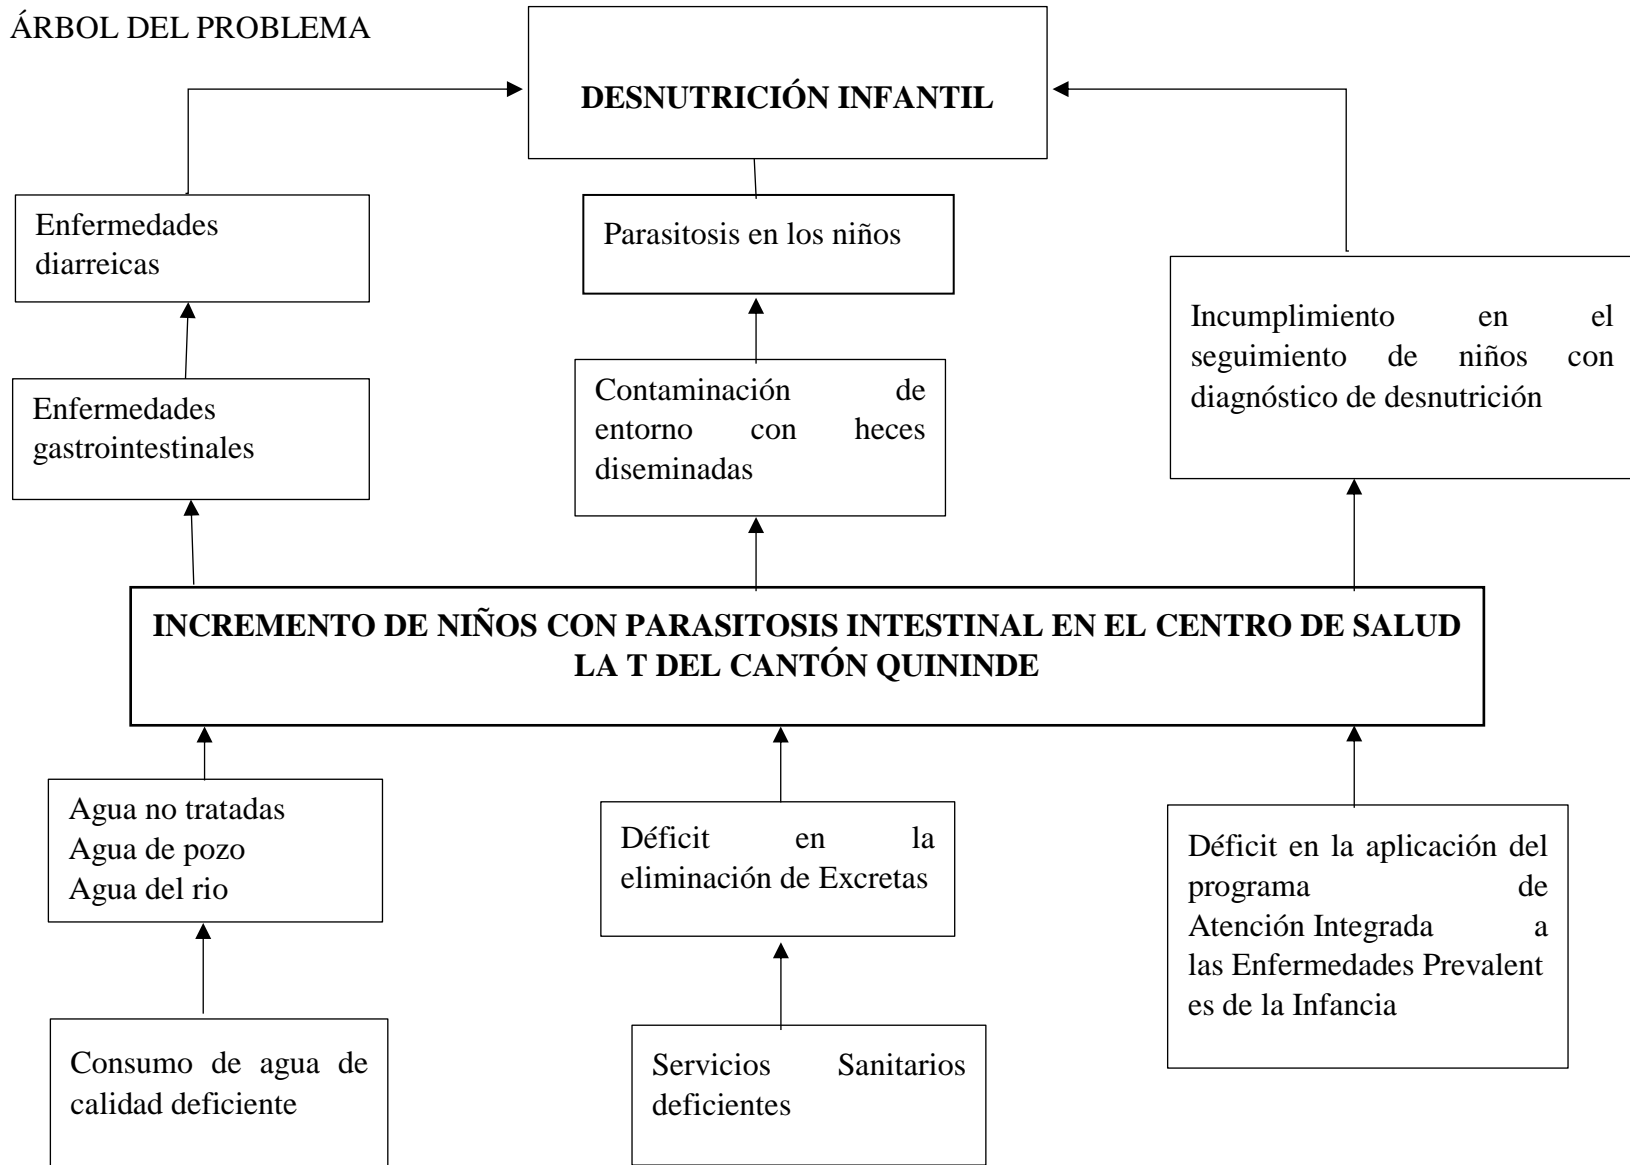 ÁRBOL DEL PROBLEMA
DESNUTRICIÓN INFANTIL
Enfermedades
diarreicas
Parasitosis en los niños
Incumplimiento en el
seguimiento de niños con
diagnóstico de desnutrición
Enfermedades
gastrointestinales
Contaminación de
entorno con heces
diseminadas
INCREMENTO DE NIÑOS CON PARASITOSIS INTESTINAL EN EL CENTRO DE SALUD
LA T DEL CANTÓN QUININDE
Agua no tratadas
Agua de pozo
Agua del rio
Déficit en la
eliminación de Excretas
Déficit en la aplicación del
programa de
Atención Integrada a
las Enfermedades Prevalent
es de la Infancia
Consumo de agua de
calidad deficiente
Servicios Sanitarios
deficientes